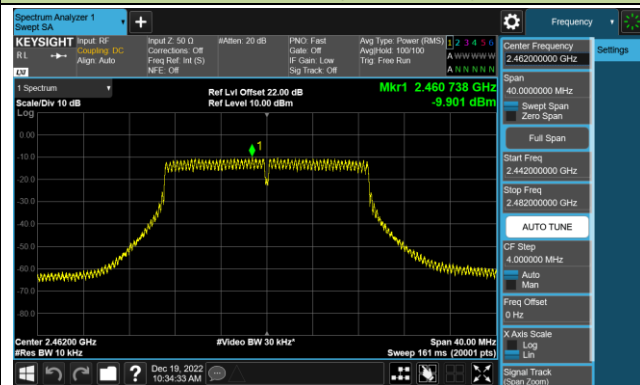 Spectrum Analyzer 1
Swept SA
Frequency
KEYSIGHT
RL
LXI
Input: RF
Coupling: DC
Align: Auto
Input Z: 50 Ω
Corrections: Off
Freq Ref: Int (S)
NFE: Off
#Atten: 20 dB
PNO: Fast
Gate: Off
IF Gain: Low
Sig Track: Off
Avg Type: Power (RMS)
Avg|Hold: 100/100
Trig: Free Run
1 2 3 4 5 6
A W W W W W
A N N N N N
1 Spectrum
Scale/Div 10 dB
Log
Ref Lvl Offset 22.00 dB
Ref Level 10.00 dBm
Mkr1 2.460 738 GHz
-9.901 dBm
1
0.00
-10.0
-20.0
-30.0
-40.0
-50.0
-60.0
-70.0
-80.0
Center 2.46200 GHz
#Res BW 10 kHz
#Video BW 30 kHz*
Span 40.00 MHz
Sweep 161 ms (20001 pts)
Dec 19, 2022
10:34:33 AM
Center Frequency
2.462000000 GHz
Settings
Span
40.0000000 MHz
Swept Span
Zero Span
Full Span
Start Freq
2.442000000 GHz
Stop Freq
2.482000000 GHz
AUTO TUNE
CF Step
4.000000 MHz
Auto
Man
Freq Offset
0 Hz
X Axis Scale
Log
Lin
Signal Track
(Span Zoom)